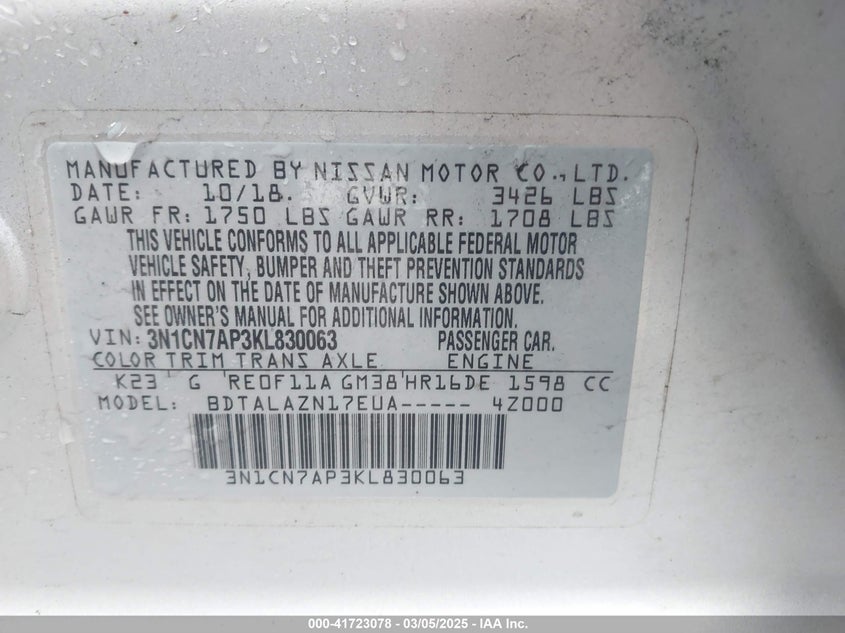 MANUFACTURED BY NISSAN MOTOR CO., LTD.
DATE: 10/18. GVWR: 3426 LBS
GAWR FR: 1750 LBS GAWR RR: 1708 LBS
THIS VEHICLE CONFORMS TO ALL APPLICABLE FEDERAL MOTOR
VEHICLE SAFETY, BUMPER AND THEFT PREVENTION STANDARDS
IN EFFECT ON THE DATE OF MANUFACTURE SHOWN ABOVE.
SEE OWNER'S MANUAL FOR ADDITIONAL INFORMATION
VIN: 3N1CN7AP3KL830063 PASSENGER CAR.
COLOR TRIM TRANS AXLE ENGINE
K23 G RE0F11A GM38 HR16DE 1598 CC
MODEL: BDTALAZN17EUA----- 4Z000
3N1CN7AP3KL830063
000-41723078 - 03/05/2025 - IAA Inc.